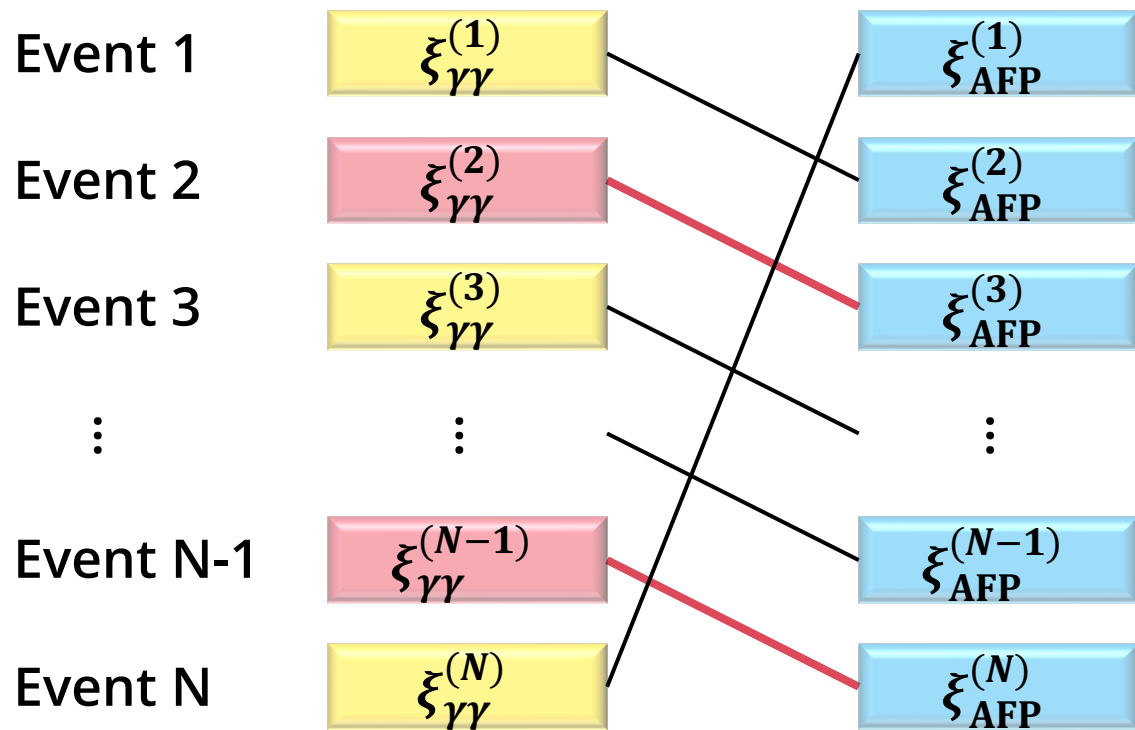 Event 1 ξ_γγ^(1) ξ_AFP^(1)
Event 2 ξ_γγ^(2) ξ_AFP^(2)
Event 3 ξ_γγ^(3) ξ_AFP^(3)
⋮ ⋮ ⋮
Event N-1 ξ_γγ^(N−1) ξ_AFP^(N−1)
Event N ξ_γγ^(N) ξ_AFP^(N)